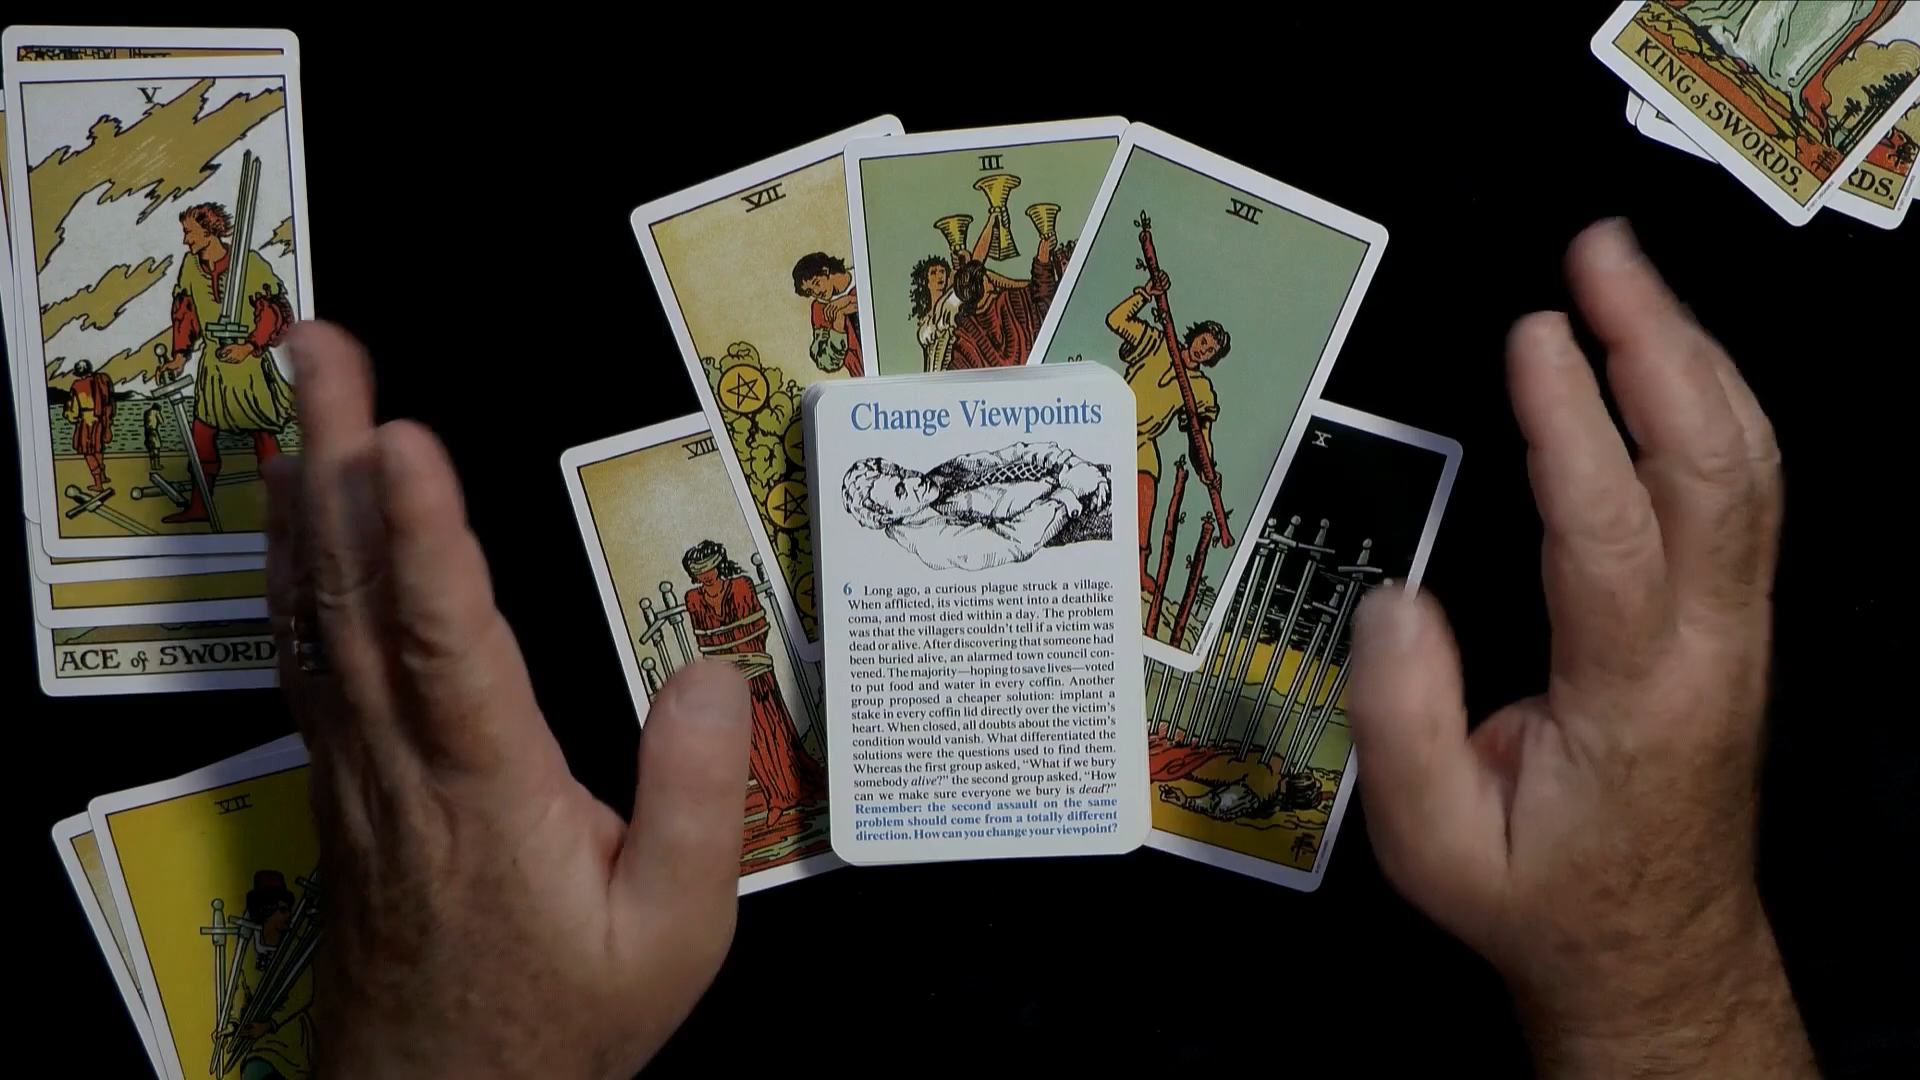 V
KING of SWORDS.
RDS.
VII
III
VII
VIII
X
ACE of SWORD
VII
Change Viewpoints
6 Long ago, a curious plague struck a village.
When afflicted, its victims went into a deathlike
coma, and most died within a day. The problem
was that the villagers couldn't tell if a victim was
dead or alive. After discovering that someone had
been buried alive, an alarmed town council con-
vened. The majority—hoping to save lives—voted
to put food and water in every coffin. Another
group proposed a cheaper solution: implant a
stake in every coffin lid directly over the victim's
heart. When closed, all doubts about the victim's
condition would vanish. What differentiated the
solutions were the questions used to find them.
Whereas the first group asked, "What if we bury
somebody alive?" the second group asked, "How
can we make sure everyone we bury is dead?"
Remember: the second assault on the same
problem should come from a totally different
direction. How can you change your viewpoint?